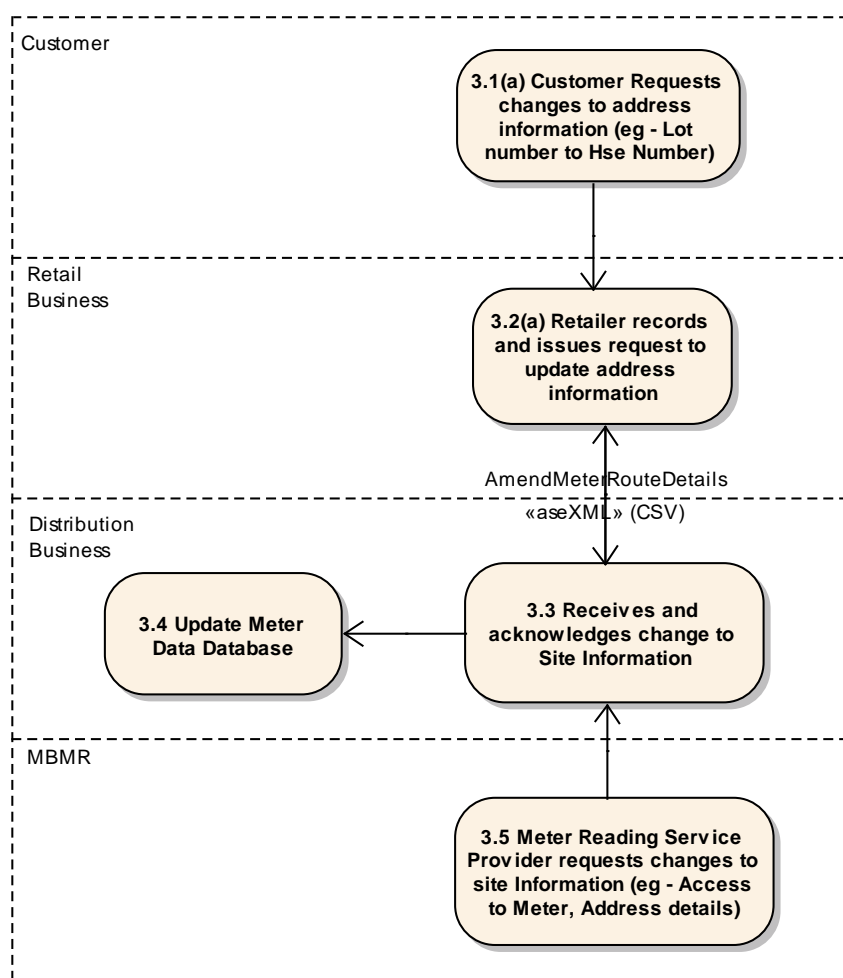 Customer
3.1(a) Customer Requests
changes to address
information (eg - Lot
number to Hse Number)
Retail
Business
3.2(a) Retailer records
and issues request to
update address
information
AmendMeterRouteDetails
«aseXML» (CSV)
Distribution
Business
3.4 Update Meter
Data Database
3.3 Receives and
acknowledges change to
Site Information
MBMR
3.5 Meter Reading Service
Provider requests changes to
site Information (eg - Access
to Meter, Address details)